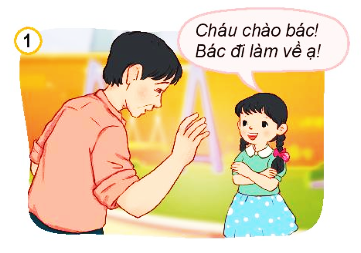 1
Cháu chào bác!
Bác đi làm về ạ!